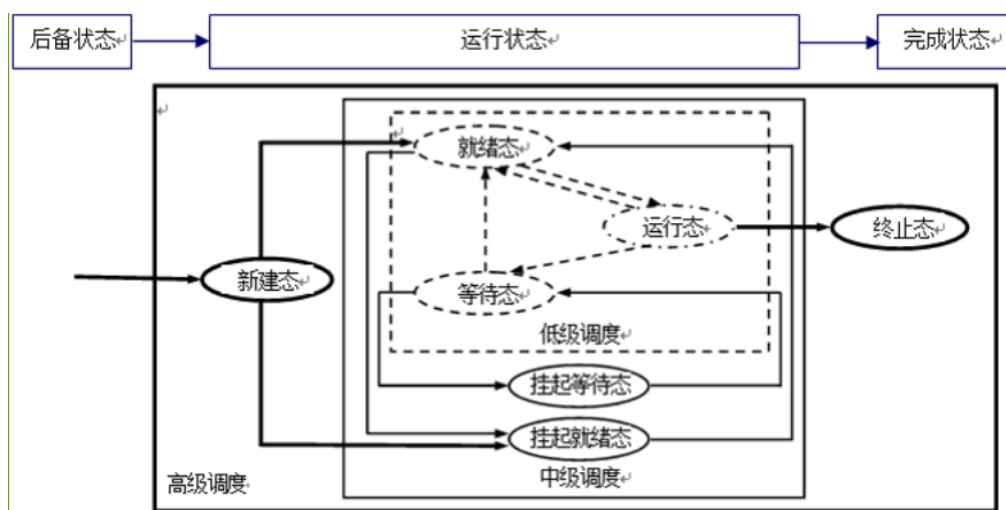 后备状态
运行状态
完成状态
就绪态
运行态
终止态
新建态
等待态
低级调度
挂起等待态
挂起就绪态
高级调度
中级调度